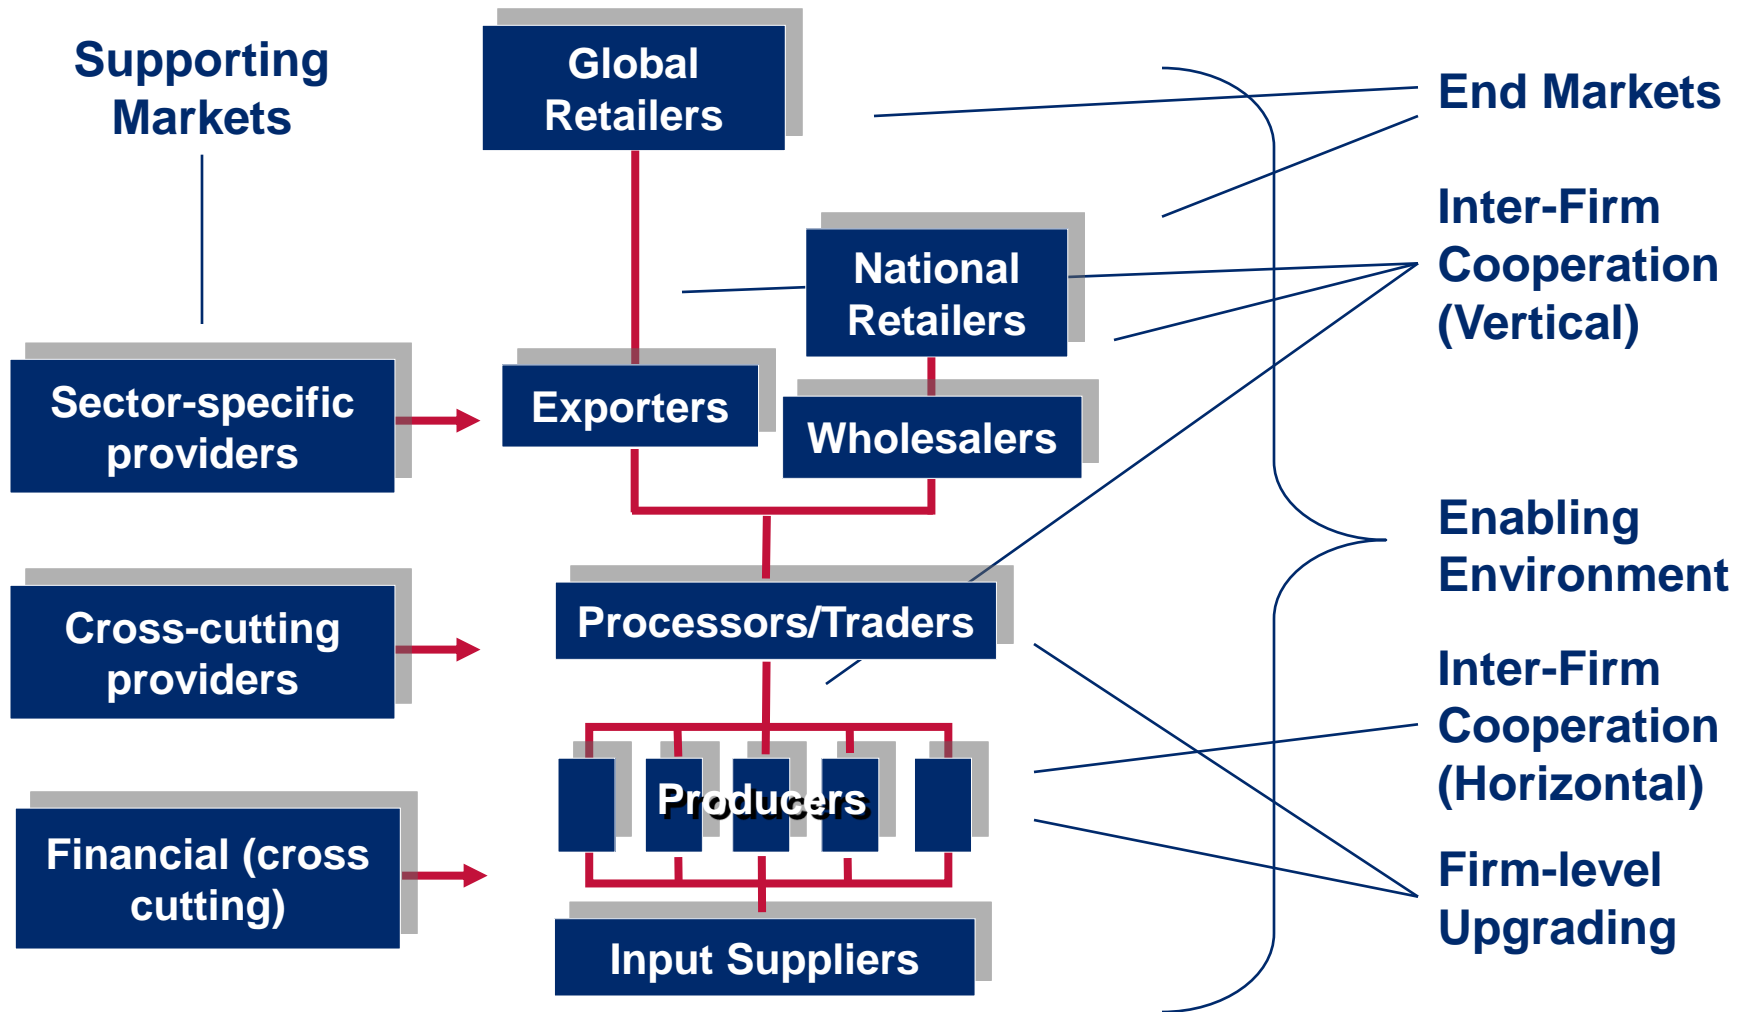 Supporting
Markets
Global
Retailers
End Markets
Inter-Firm
Cooperation
(Vertical)
National
Retailers
Sector-specific
providers
Exporters
Wholesalers
Enabling
Environment
Cross-cutting
providers
Processors/Traders
Inter-Firm
Cooperation
(Horizontal)
Producers
Financial (cross
cutting)
Firm-level
Upgrading
Input Suppliers